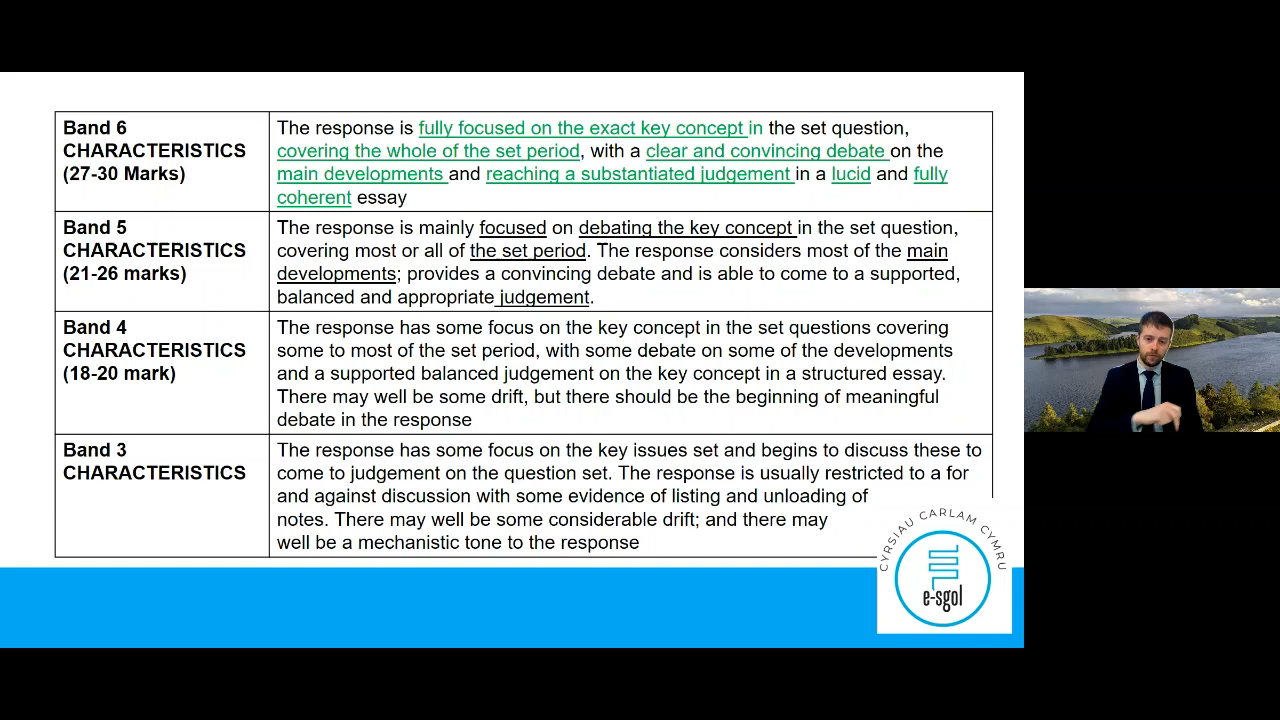 Band 6
CHARACTERISTICS
(27-30 Marks)
The response is fully focused on the exact key concept in the set question,
covering the whole of the set period, with a clear and convincing debate on the
main developments and reaching a substantiated judgement in a lucid and fully
coherent essay
Band 5
CHARACTERISTICS
(21-26 marks)
The response is mainly focused on debating the key concept in the set question,
covering most or all of the set period. The response considers most of the main
developments; provides a convincing debate and is able to come to a supported,
balanced and appropriate judgement.
Band 4
CHARACTERISTICS
(18-20 mark)
The response has some focus on the key concept in the set questions covering
some to most of the set period, with some debate on some of the developments
and a supported balanced judgement on the key concept in a structured essay.
There may well be some drift, but there should be the beginning of meaningful
debate in the response
Band 3
CHARACTERISTICS
The response has some focus on the key issues set and begins to discuss these to
come to judgement on the question set. The response is usually restricted to a for
and against discussion with some evidence of listing and unloading of
notes. There may well be some considerable drift; and there may
well be a mechanistic tone to the response
CYRSIAU CARLAM CYMRU
e-sgol